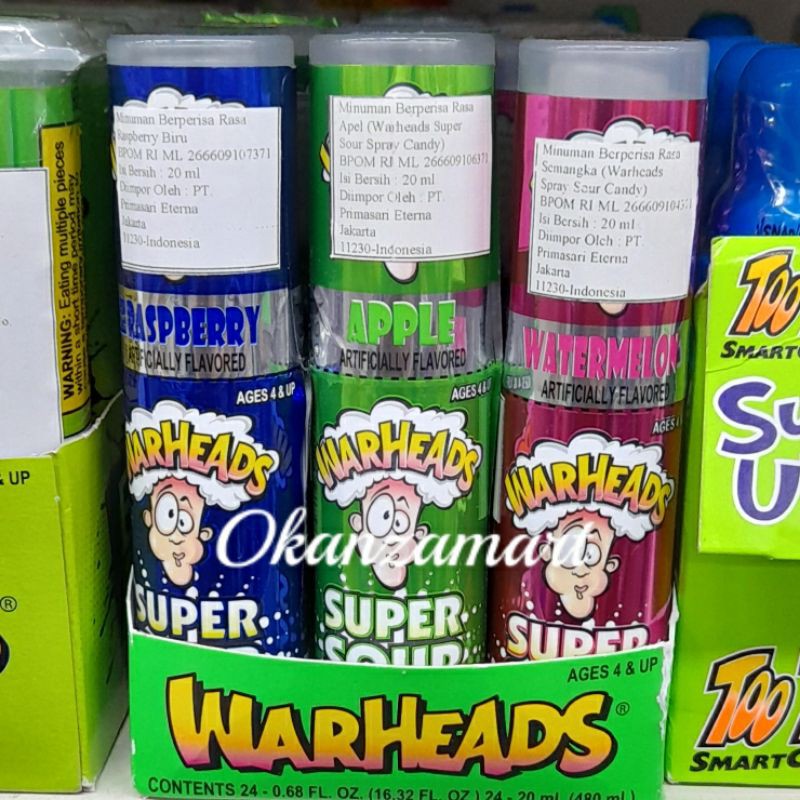 Minuman Berperisa Rasa
Raspberry Biru
BPOM RI ML 266609107371
Isi Bersih : 20 ml
Diimpor Oleh : PT.
Primasari Eterna
Jakarta
11230-Indonesia
RASPBERRY
ARTIFICIALLY FLAVORED
AGES 4 & UP
WARHEADS
SUPER
Minuman Berperisa Rasa
Apel (Warheads Super
Sour Spray Candy)
BPOM RI ML 266609106371
Isi Bersih : 20 ml
Diimpor Oleh : PT.
Primasari Eterna
Jakarta
11230-Indonesia
APPLE
ARTIFICIALLY FLAVORED
AGES 4 & UP
WARHEADS
SUPER
SOUR
Minuman Berperisa Rasa
Semangka (Warheads
Spray Sour Candy)
BPOM RI ML 266609104371
Isi Bersih : 20 ml
Diimpor Oleh : PT.
Primasari Eterna
Jakarta
11230-Indonesia
WATERMELON
ARTIFICIALLY FLAVORED
AGES
WARHEADS
SUPER
Okanzamart
AGES 4 & UP
WARHEADS®
CONTENTS 24 - 0.68 FL. OZ. (16.32 FL. OZ.) 24 - 20 mL (480 mL)
WARNING: Eating multiple pieces
within a short time period may
& UP
TOO
SMART
TOO
SMART